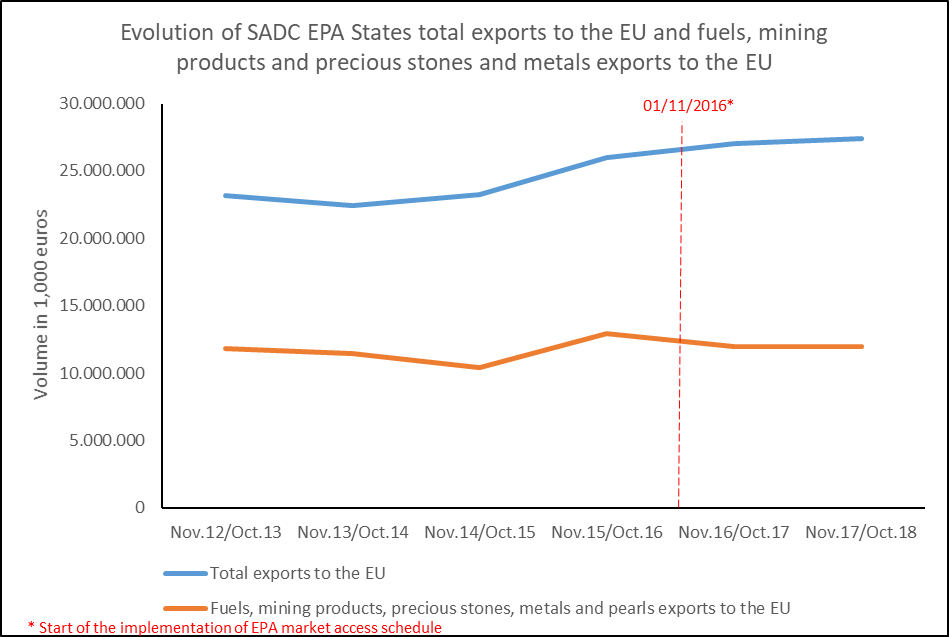 Evolution of SADC EPA States total exports to the EU and fuels, mining
products and precious stones and metals exports to the EU
01/11/2016*
Volume in 1,000 euros
30.000.000
25.000.000
20.000.000
15.000.000
10.000.000
5.000.000
0
Nov.12/Oct.13 Nov.13/Oct.14 Nov.14/Oct.15 Nov.15/Oct.16 Nov.16/Oct.17 Nov.17/Oct.18
Total exports to the EU
Fuels, mining products, precious stones, metals and pearls exports to the EU
* Start of the implementation of EPA market access schedule